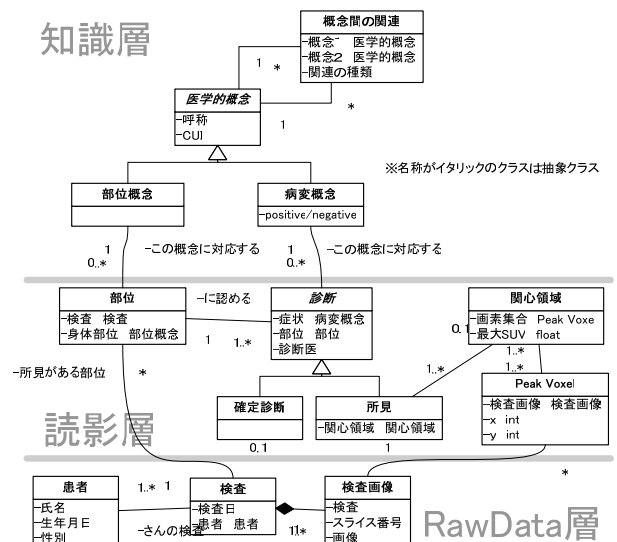 知識層
概念間の関連
-概念1 医学的概念
-概念2 医学的概念
-関連の種類
1
*
*
1
医学的概念
-呼称
-CUI
※名称がイタリックのクラスは抽象クラス
部位概念
病変概念
-positive/negative
1
-この概念に対応する
0..*
1
-この概念に対応する
0..*
部位
-検査 検査
-身体部位 部位概念
-に認める
1
1..*
診断
-症状 病変概念
-部位 部位
-診断医
関心領域
-画素集合 Peak Voxe
-最大SUV float
0,1
1..*
1..*
1..*
-所見がある部位
*
Peak Voxel
-検査画像 検査画像
-x int
-y int
確定診断
0,1
所見
-関心領域 関心領域
1
読影層
*
患者
-氏名
-生年月日
-性別
1..*
1
-さんの検査
検査
-検査日
-患者 患者
1
1..*
検査画像
-検査
-スライス番号
-画像
RawData層